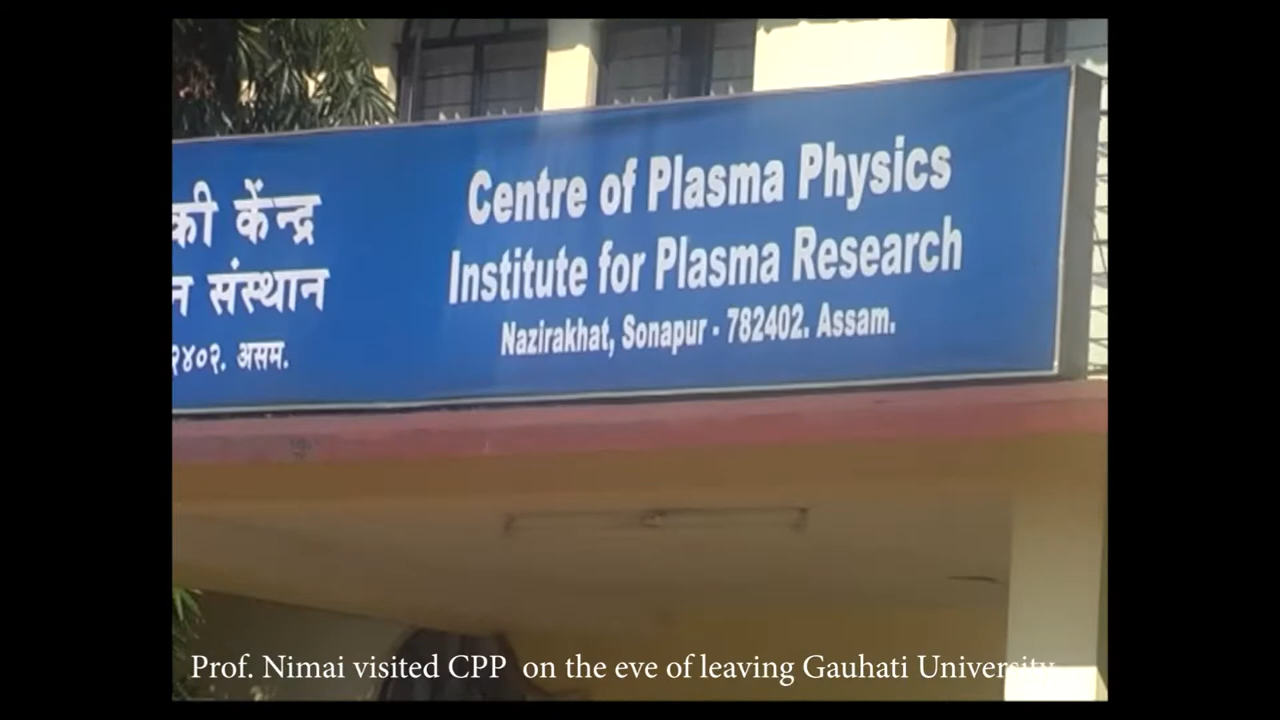 की केंद्र
न संस्थान
२४०२. असम.
Centre of Plasma Physics
Institute for Plasma Research
Nazirakhat, Sonapur - 782402. Assam.
Prof. Nimai visited CPP on the eve of leaving Gauhati University